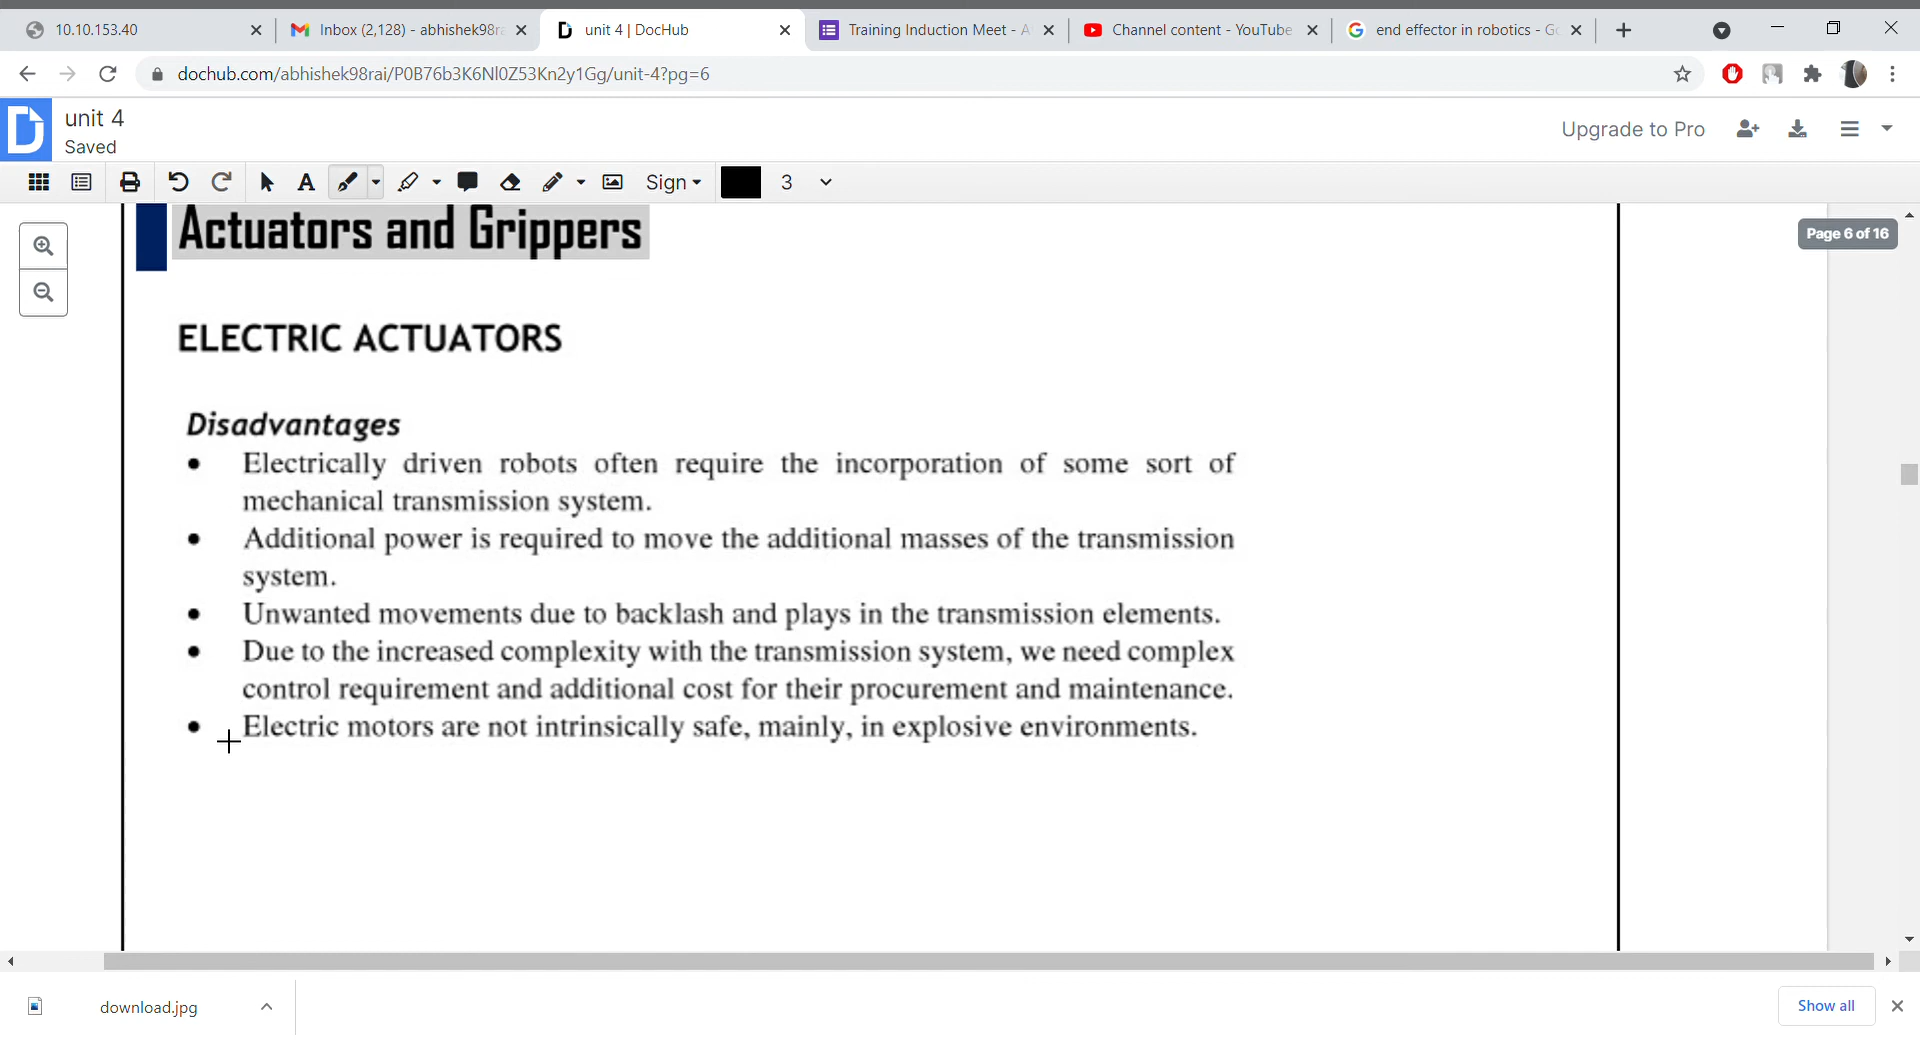 10.10.153.40
Inbox (2,128) - abhishek98r
unit 4 | DocHub
Training Induction Meet - A
Channel content - YouTube
end effector in robotics - Go
dochub.com/abhishek98rai/P0B76b3K6Nl0Z53Kn2y1Gg/unit-4?pg=6
unit 4
Saved
Upgrade to Pro
A
Sign
3
Actuators and Grippers
Page 6 of 16
ELECTRIC ACTUATORS
Disadvantages
• Electrically driven robots often require the incorporation of some sort of
mechanical transmission system.
• Additional power is required to move the additional masses of the transmission
system.
• Unwanted movements due to backlash and plays in the transmission elements.
• Due to the increased complexity with the transmission system, we need complex
control requirement and additional cost for their procurement and maintenance.
• Electric motors are not intrinsically safe, mainly, in explosive environments.
download.jpg
Show all